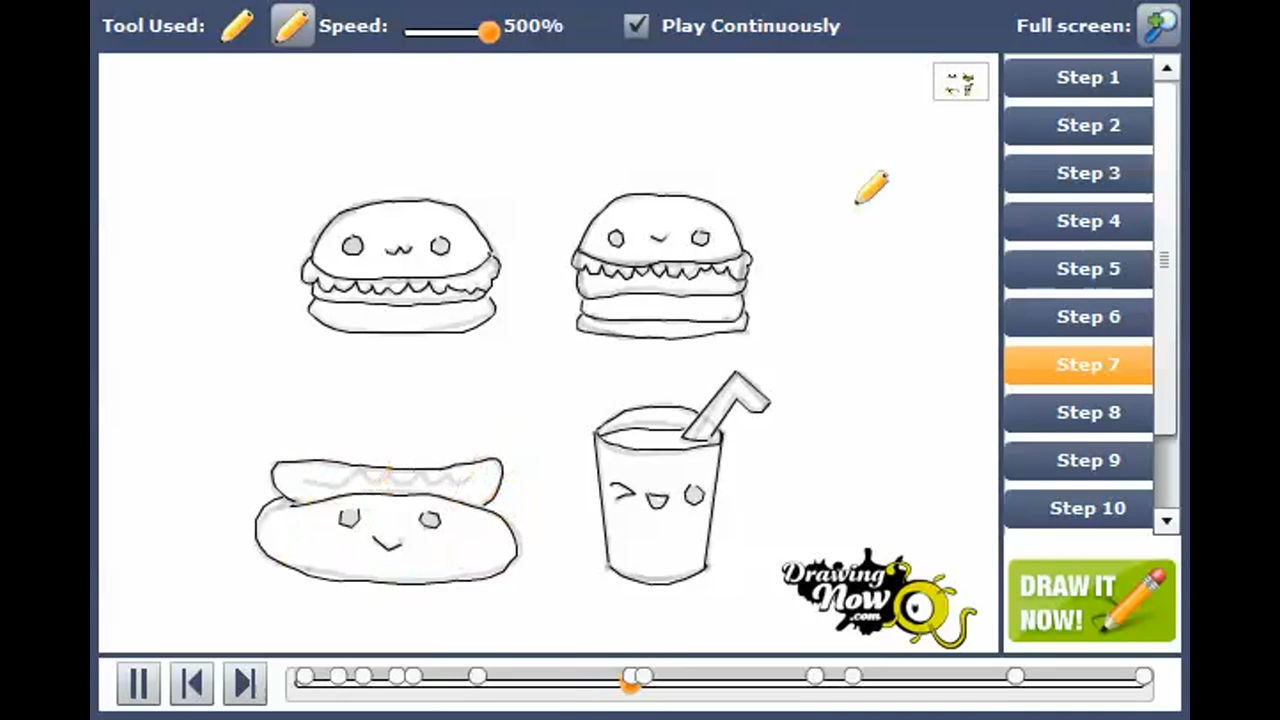 Tool Used:
Speed:
500%
Play Continuously
Full screen:
Step 1
Step 2
Step 3
Step 4
Step 5
Step 6
Step 7
Step 8
Step 9
Step 10
Drawing
Now
.com
DRAW IT
NOW!